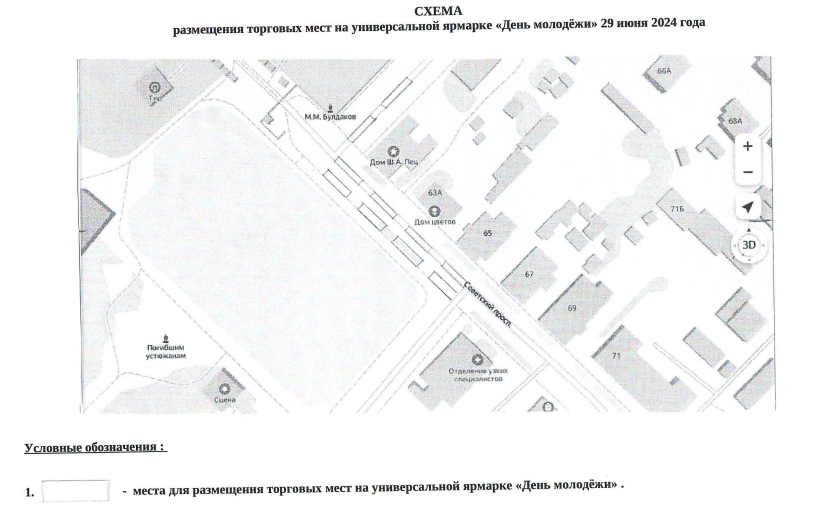 СХЕМА
размещения торговых мест на универсальной ярмарке «День молодёжи» 29 июня 2024 года
66А
Тир
М.М. Булдаков
68А
+
Дом Ш.А. Пец
−
63А
71Б
Дом цветов
65
3D
67
Советский просп.
69
Погибшим
устюжанам
71
Отделение узких
специалистов
Сцена
Условные обозначения :
1. - места для размещения торговых мест на универсальной ярмарке «День молодёжи» .